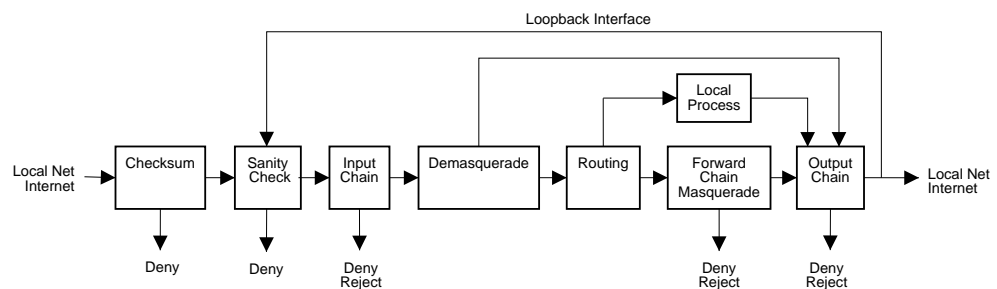 Loopback Interface
Local
Process
Checksum
Sanity
Check
Input
Chain
Demasquerade
Routing
Forward
Chain
Masquerade
Output
Chain
Local Net
Internet
Local Net
Internet
Deny
Deny
Deny
Reject
Deny
Reject
Deny
Reject